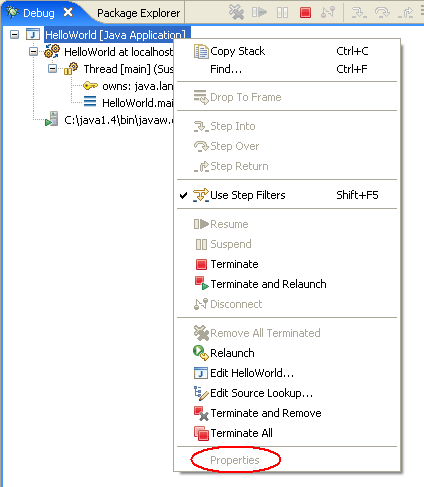 Debug Package Explorer
HelloWorld [Java Application]
HelloWorld at localhos
Thread [main] (Sus
owns: java.lan
HelloWorld.mai
C:\java1.4\bin\javaw.e
Copy Stack Ctrl+C
Find... Ctrl+F
Drop To Frame
Step Into
Step Over
Step Return
Use Step Filters Shift+F5
Resume
Suspend
Terminate
Terminate and Relaunch
Disconnect
Remove All Terminated
Relaunch
Edit HelloWorld...
Edit Source Lookup...
Terminate and Remove
Terminate All
Properties